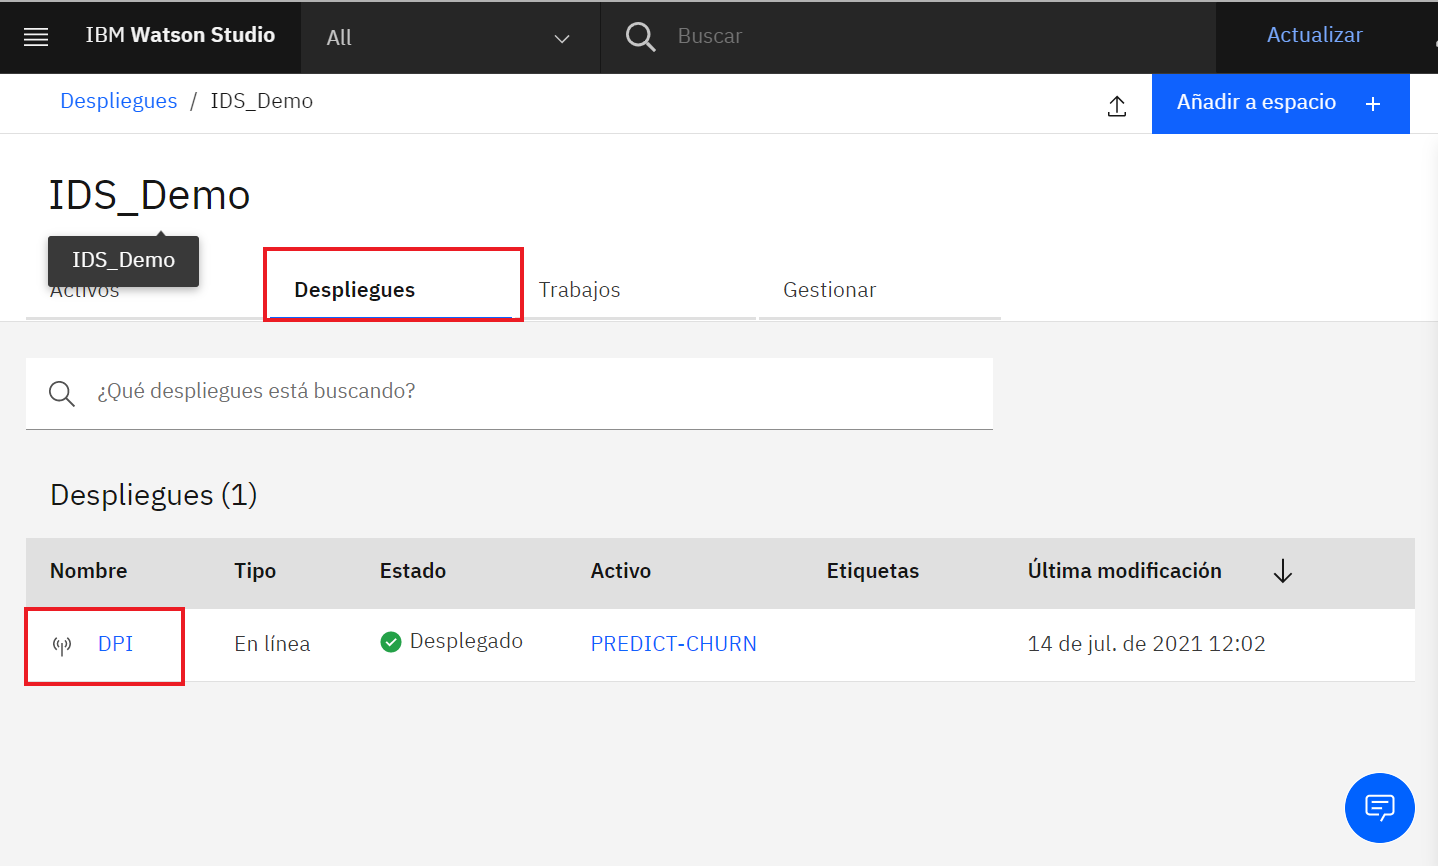 IBM Watson Studio
All
Buscar
Actualizar
Despliegues / IDS_Demo
Añadir a espacio +
IDS_Demo
IDS_Demo
Activos
Despliegues
Trabajos
Gestionar
¿Qué despliegues está buscando?
Despliegues (1)
Nombre Tipo Estado Activo Etiquetas Última modificación
DPI En línea Desplegado PREDICT-CHURN 14 de jul. de 2021 12:02